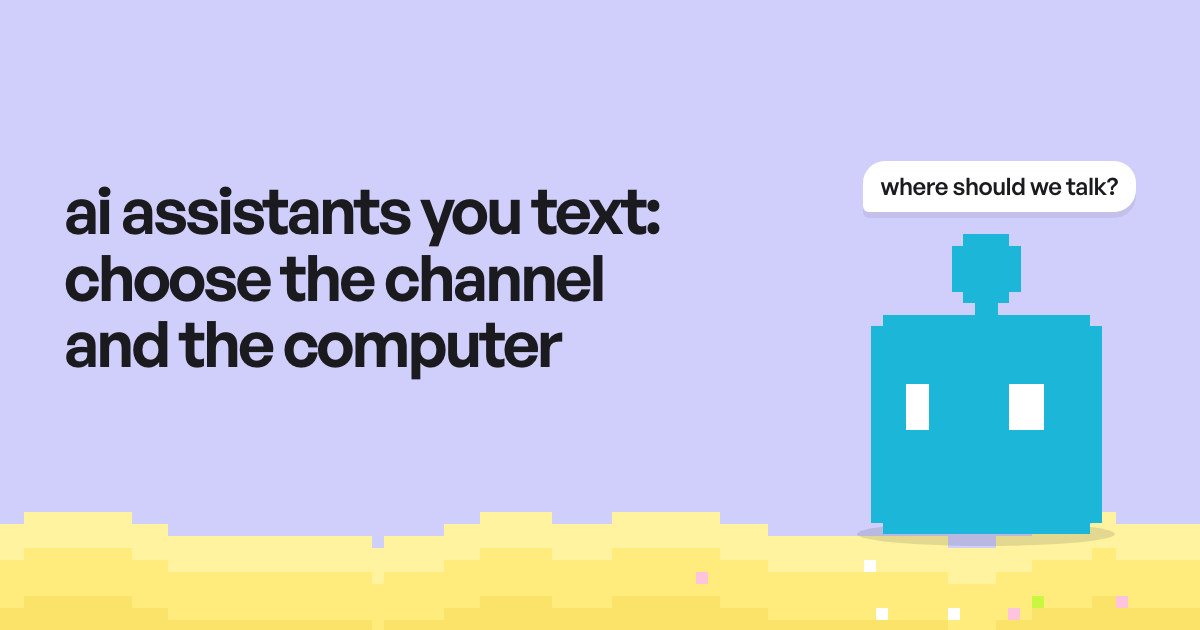 ai assistants you text:
choose the channel
and the computer
where should we talk?